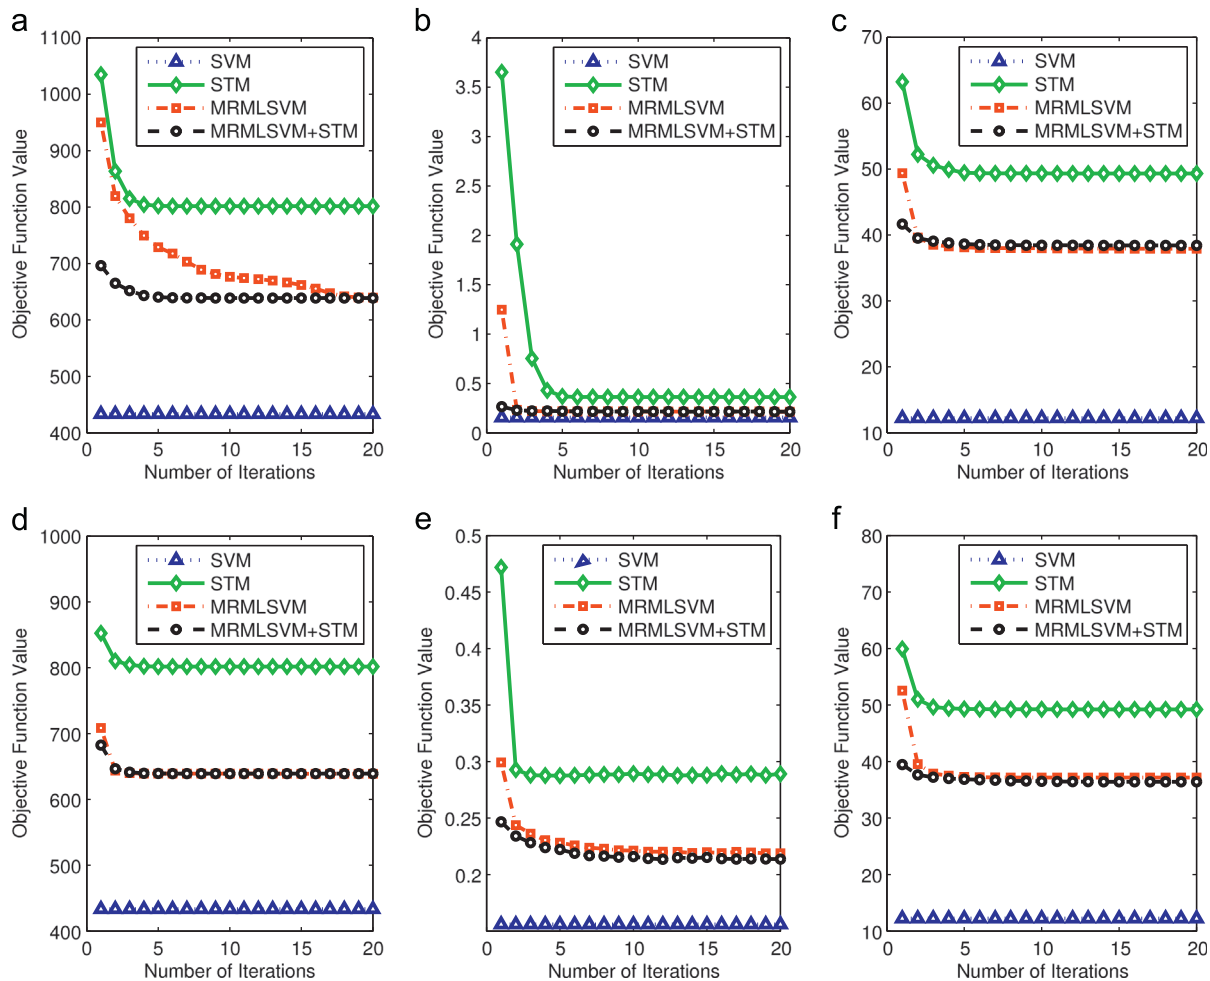 a
1100
1000
900
800
700
600
500
400
0
5
10
15
20
Objective Function Value
Number of Iterations
SVM
STM
MRMLSVM
MRMLSVM+STM
b
4
3.5
3
2.5
2
1.5
1
0.5
0
0
5
10
15
20
Objective Function Value
Number of Iterations
SVM
STM
MRMLSVM
MRMLSVM+STM
c
70
60
50
40
30
20
10
0
5
10
15
20
Objective Function Value
Number of Iterations
SVM
STM
MRMLSVM
MRMLSVM+STM
d
1000
900
800
700
600
500
400
0
5
10
15
20
Objective Function Value
Number of Iterations
SVM
STM
MRMLSVM
MRMLSVM+STM
e
0.5
0.45
0.4
0.35
0.3
0.25
0.2
0
5
10
15
20
Objective Function Value
Number of Iterations
SVM
STM
MRMLSVM
MRMLSVM+STM
f
80
70
60
50
40
30
20
10
0
5
10
15
20
Objective Function Value
Number of Iterations
SVM
STM
MRMLSVM
MRMLSVM+STM